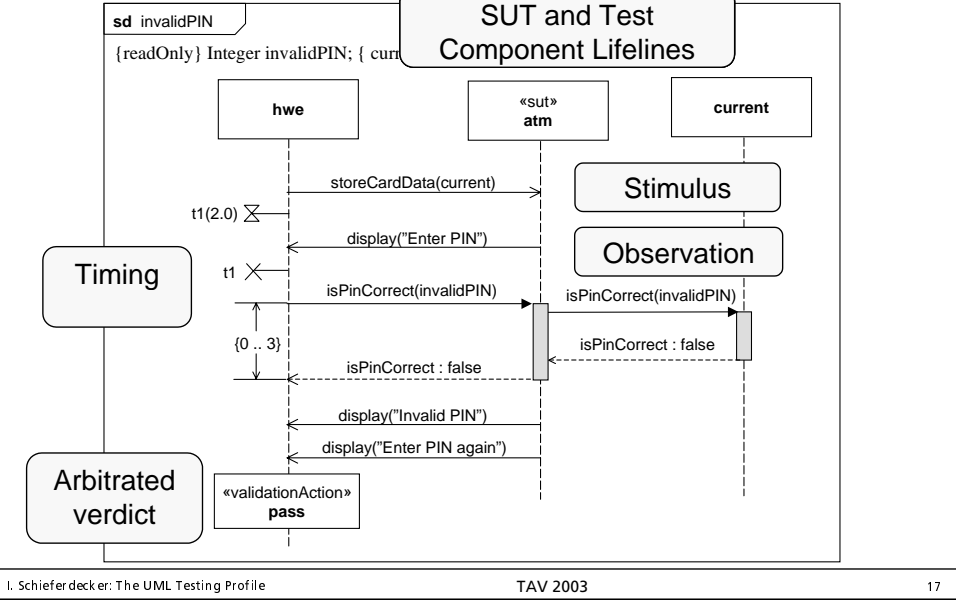 sd invalidPIN
SUT and Test
Component Lifelines
{readOnly} Integer invalidPIN; {
hwe
«sut»
atm
current
storeCardData(current)
Stimulus
t1(2.0)
display("Enter PIN")
Observation
Timing
t1
isPinCorrect(invalidPIN)
isPinCorrect(invalidPIN)
{0 .. 3}
isPinCorrect : false
isPinCorrect : false
display("Invalid PIN")
display("Enter PIN again")
Arbitrated
verdict
«validationAction»
pass
I. Schieferdecker: The UML Testing Profile
TAV 2003
17